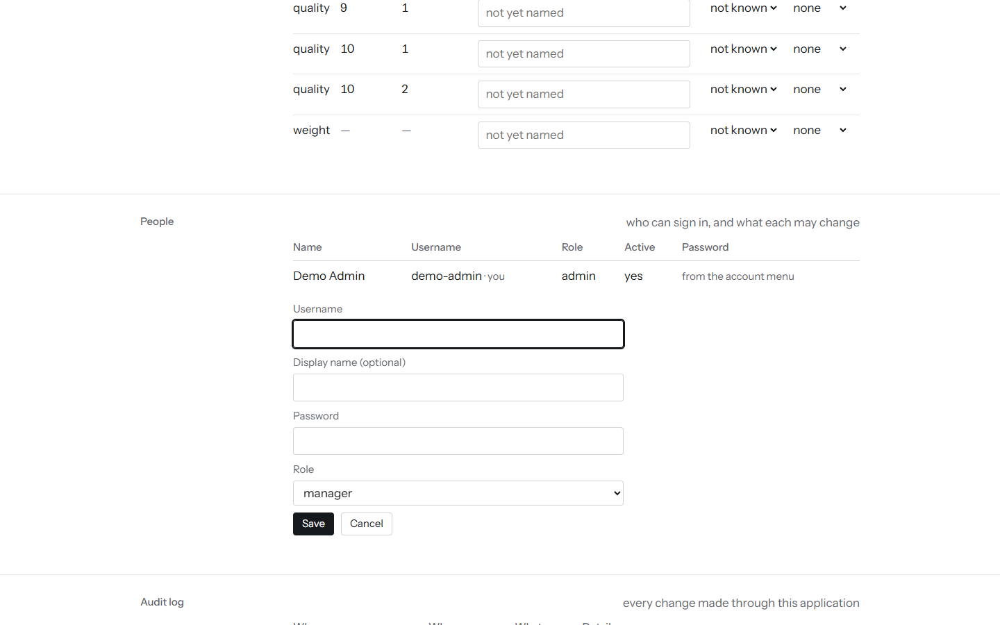 quality 9 1 not yet named not known none
quality 10 1 not yet named not known none
quality 10 2 not yet named not known none
weight — — not yet named not known none
People who can sign in, and what each may change
Name Username Role Active Password
Demo Admin demo-admin · you admin yes from the account menu
Username
Display name (optional)
Password
Role
manager
Save Cancel
Audit log every change made through this application